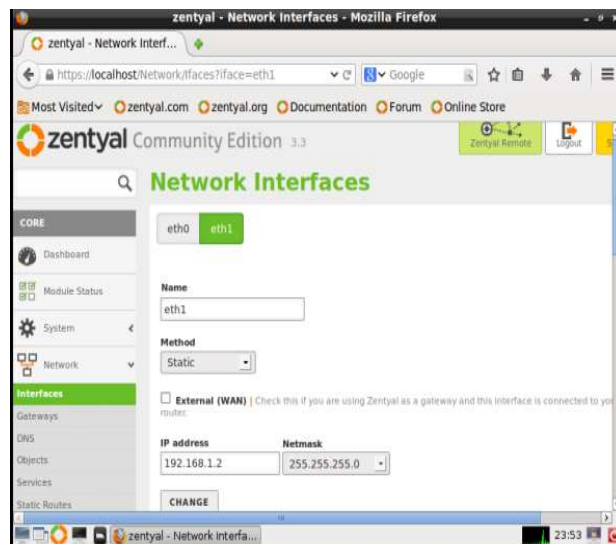 zentyal - Network Interfaces - Mozilla Firefox
zentyal - Network Interf...
https://localhost/Network/Ifaces?iface=eth1
Google
Most Visited
zentyal.com
zentyal.org
Documentation
Forum
Online Store
zentyal Community Edition 3.3
Zentyal Remote
Logout
S
Network Interfaces
CORE
Dashboard
Module Status
System
Network
Interfaces
Gateways
DNS
Objects
Services
Static Routes
eth0
eth1
Name
eth1
Method
Static
External (WAN) | Check this if you are using Zentyal as a gateway and this interface is connected to you
router.
IP address
Netmask
192.168.1.2
255.255.255.0
CHANGE
zentyal - Network Interfa...
23:53